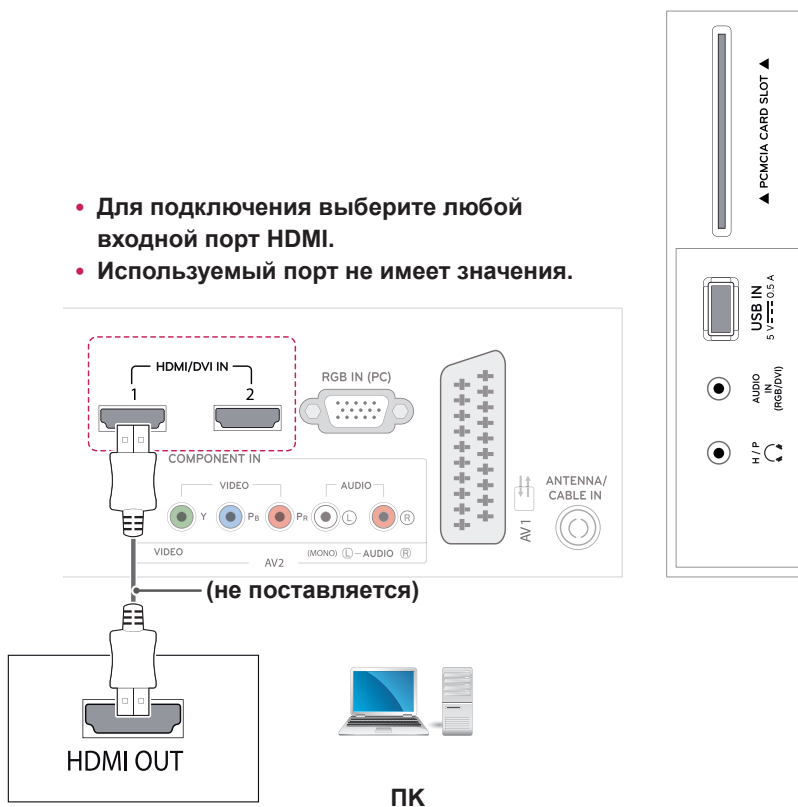 • Для подключения выберите любой
входной порт HDMI.
• Используемый порт не имеет значения.
HDMI/DVI IN
1
2
RGB IN (PC)
COMPONENT IN
VIDEO
AUDIO
Y
PB
PR
L
R
VIDEO
AV2
(MONO) L – AUDIO R
AV1
ANTENNA/
CABLE IN
(не поставляется)
HDMI OUT
ПК
▲ PCMCIA CARD SLOT ▲
USB IN
5 V 0.5 A
AUDIO
IN
(RGB/DVI)
H / P